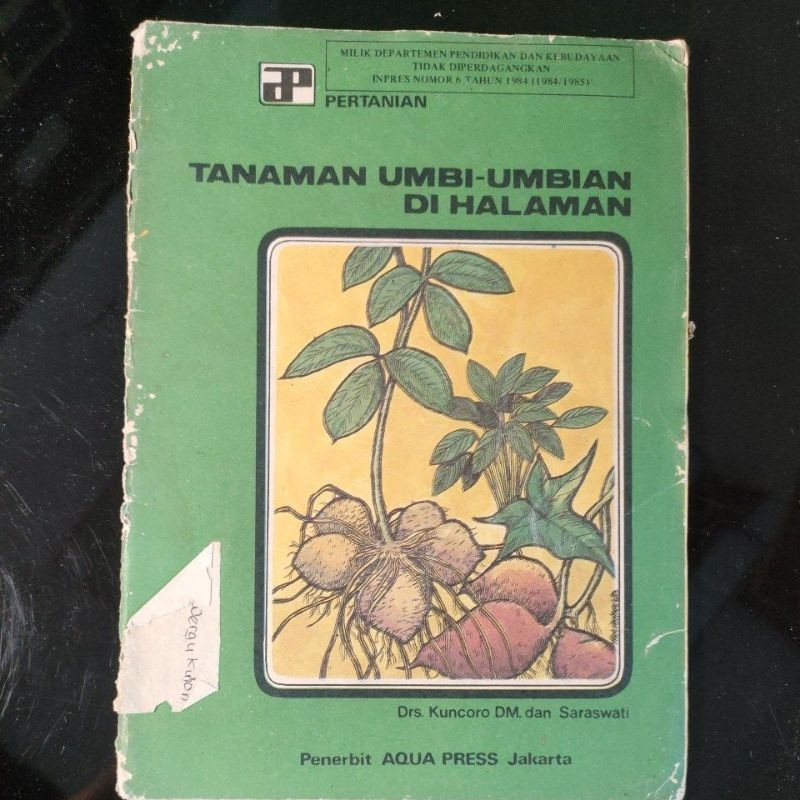 MILIK DEPARTEMEN PENDIDIKAN DAN KEBUDAYAAN
TIDAK DIPERDAGANGKAN
INPRES NOMOR 6 TAHUN 1984 (1984/1985)
ap
PERTANIAN
TANAMAN UMBI-UMBIAN
DI HALAMAN
Drs. Kuncoro DM. dan Saraswati
Penerbit AQUA PRESS Jakarta